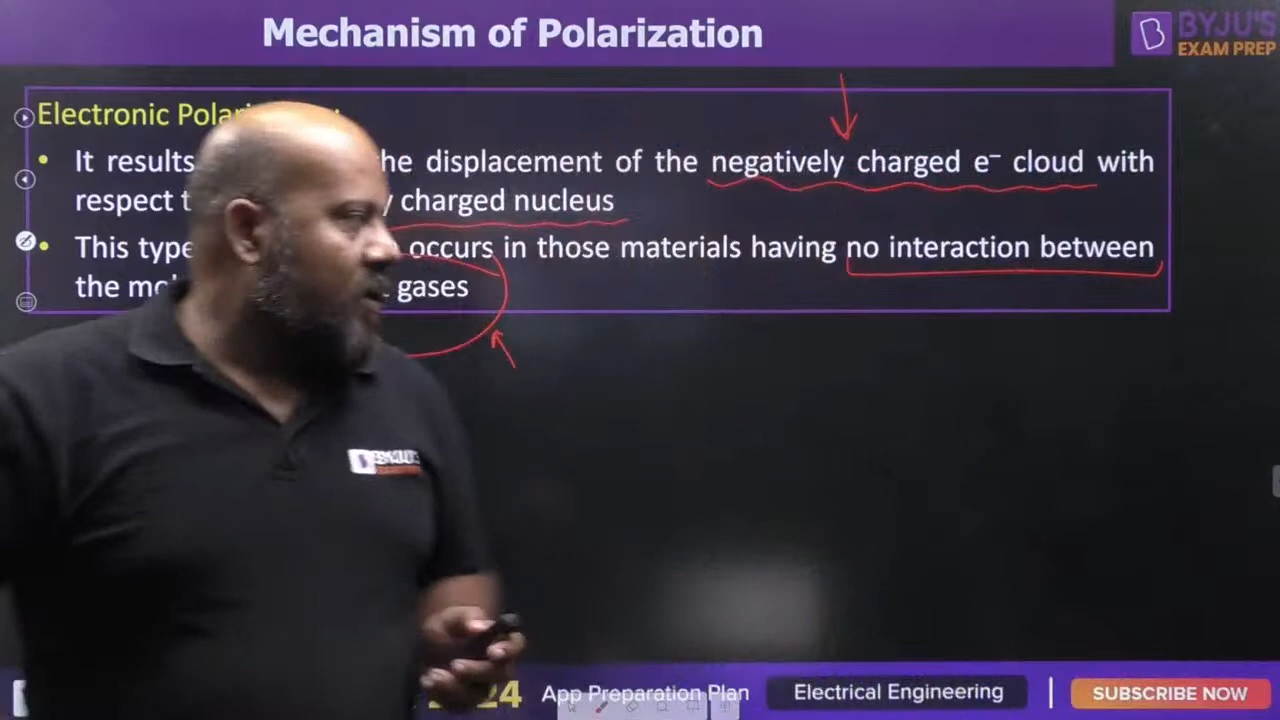 Mechanism of Polarization
BYJU'S
EXAM PREP
Electronic
It results he displacement of the negatively charged e⁻ cloud with
respect charged nucleus
This type occurs in those materials having no interaction between
the gases
24 App Preparation Plan Electrical Engineering SUBSCRIBE NOW